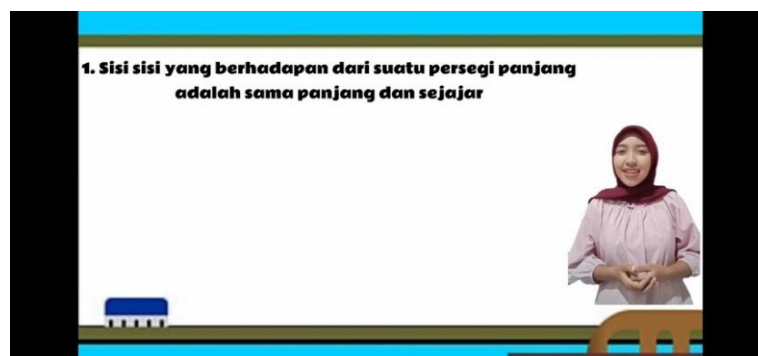 1. Sisi sisi yang berhadapan dari suatu persegi panjang
adalah sama panjang dan sejajar